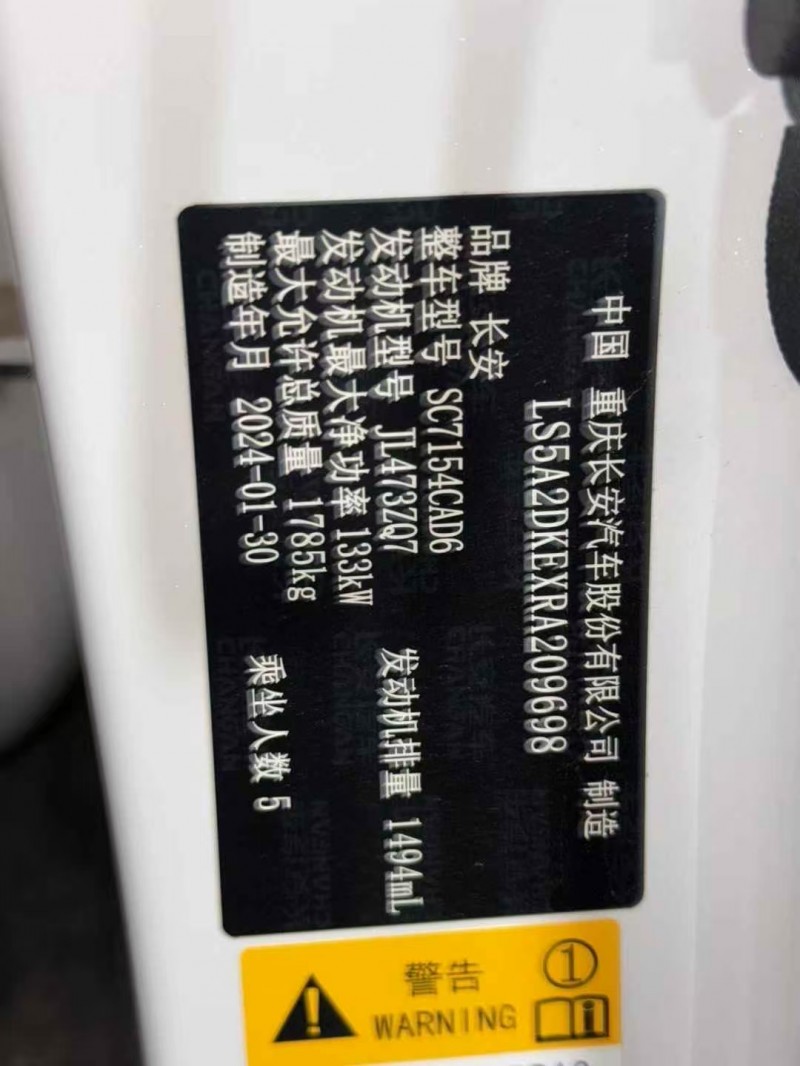 中国 重庆长安汽车股份有限公司 制造
LS5A2DKEXRA209698
品牌 长安
整车型号 SC7154CAD6
发动机型号 JL473ZQ7 发动机排量 1494mL
发动机最大净功率 133kW
最大允许总质量 1785kg
制造年月 2024-01-30 乘坐人数 5
警告 ①
WARNING